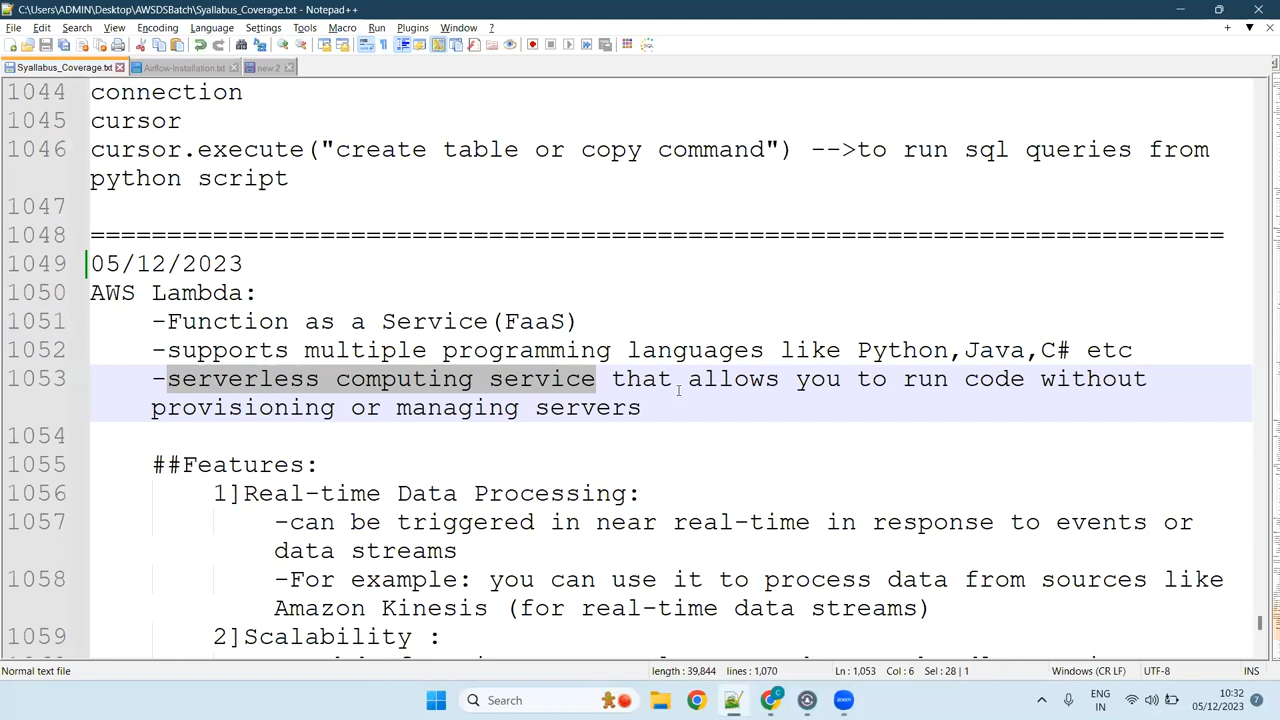 C:\Users\ADMIN\Desktop\AWSDSBatch\Syallabus_Coverage.txt - Notepad++
File Edit Search View Encoding Language Settings Tools Macro Run Plugins Window ?
Syallabus_Coverage.txt Airflow-installation.txt new 2
1044 connection
1045 cursor
1046 cursor.execute("create table or copy command") -->to run sql queries from
python script
1047
1048 ==========================================================================
1049 05/12/2023
1050 AWS Lambda:
1051 -Function as a Service(FaaS)
1052 -supports multiple programming languages like Python,Java,C# etc
1053 -serverless computing service that allows you to run code without
provisioning or managing servers
1054
1055 ##Features:
1056 1]Real-time Data Processing:
1057 -can be triggered in near real-time in response to events or
data streams
1058 -For example: you can use it to process data from sources like
Amazon Kinesis (for real-time data streams)
1059 2]Scalability :
Normal text file length : 39,844 lines : 1,070 Ln : 1,053 Col : 6 Sel : 28 | 1 Windows (CR LF) UTF-8 INS
Search ENG IN 10:32 05/12/2023